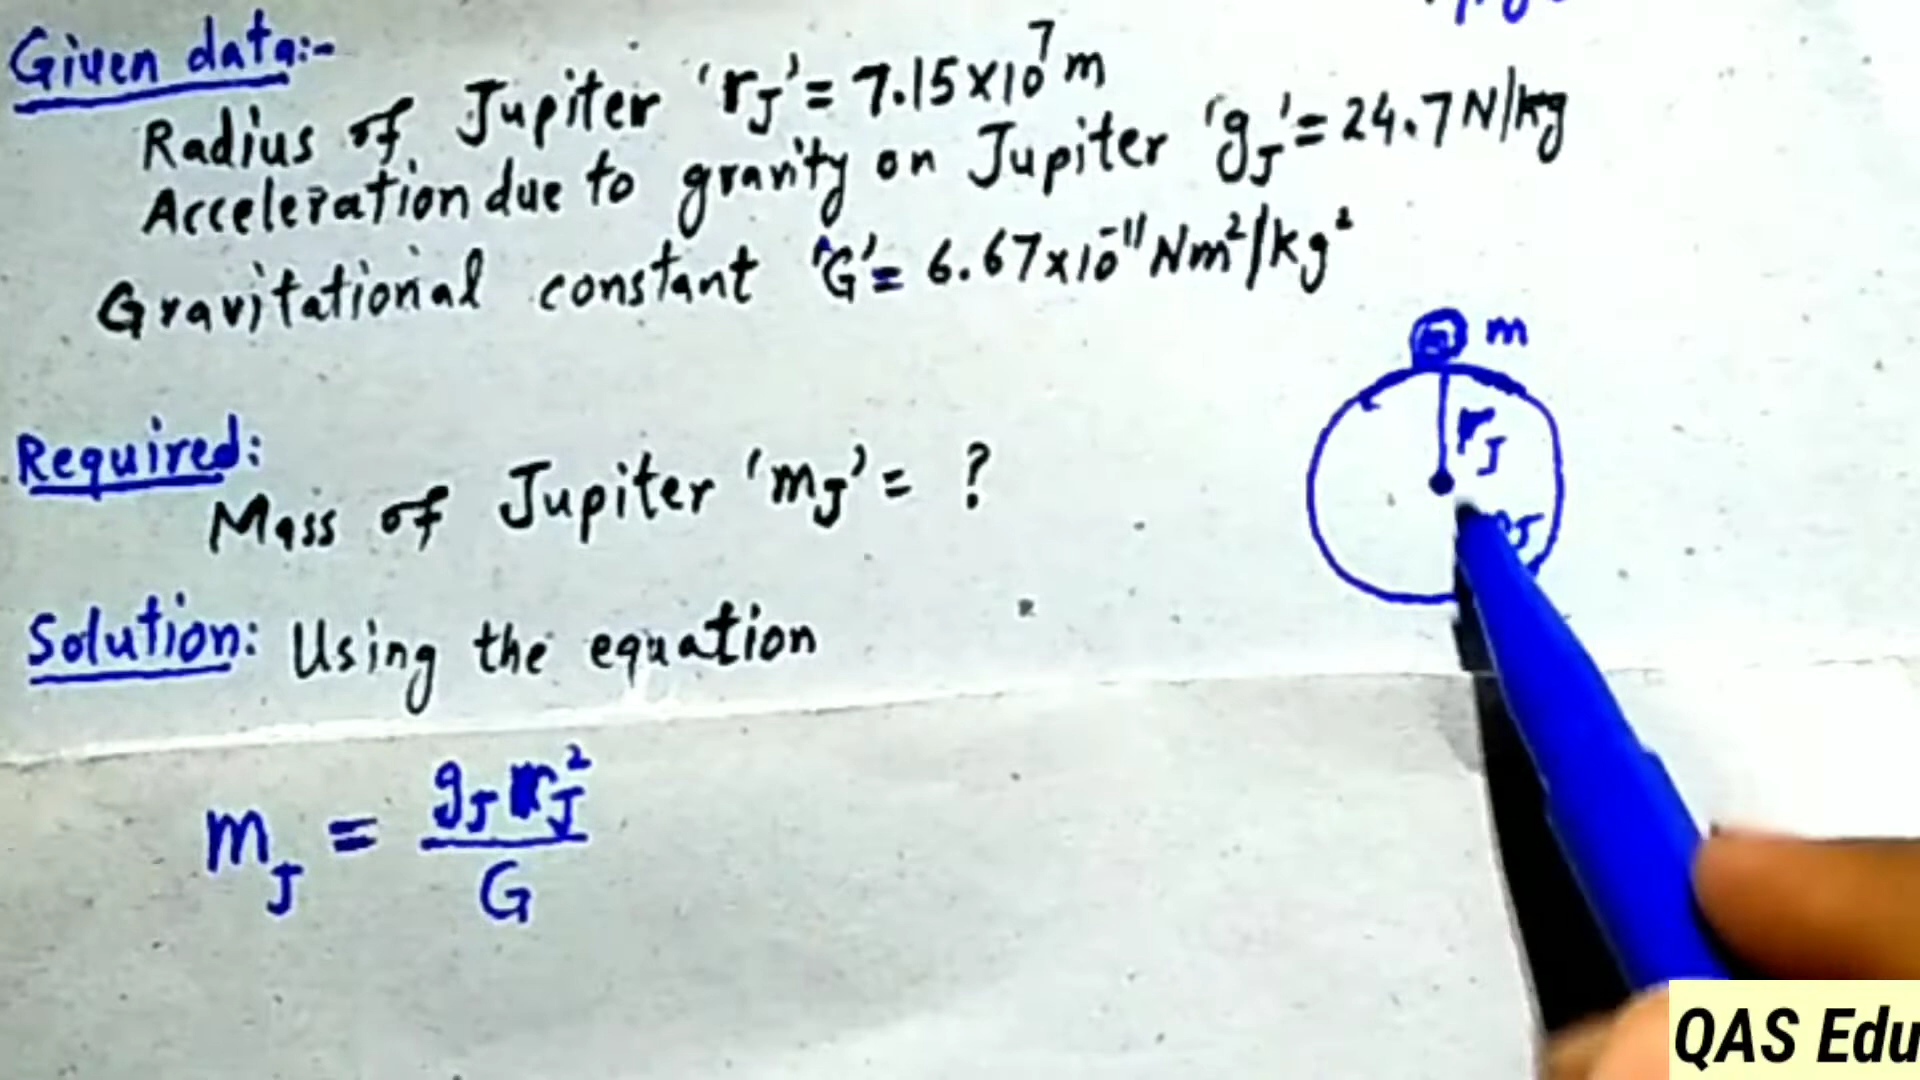 Given data:-
Radius of Jupiter 'rJ' = 7.15×10⁷ m
Acceleration due to gravity on Jupiter 'gJ' = 24.7 N/kg
Gravitational constant 'G' = 6.67×10⁻¹¹ Nm²/kg²
m
rJ
Required:
Mass of Jupiter 'mJ' = ?
Solution: Using the equation
mJ = gJ rJ² / G
QAS Edu